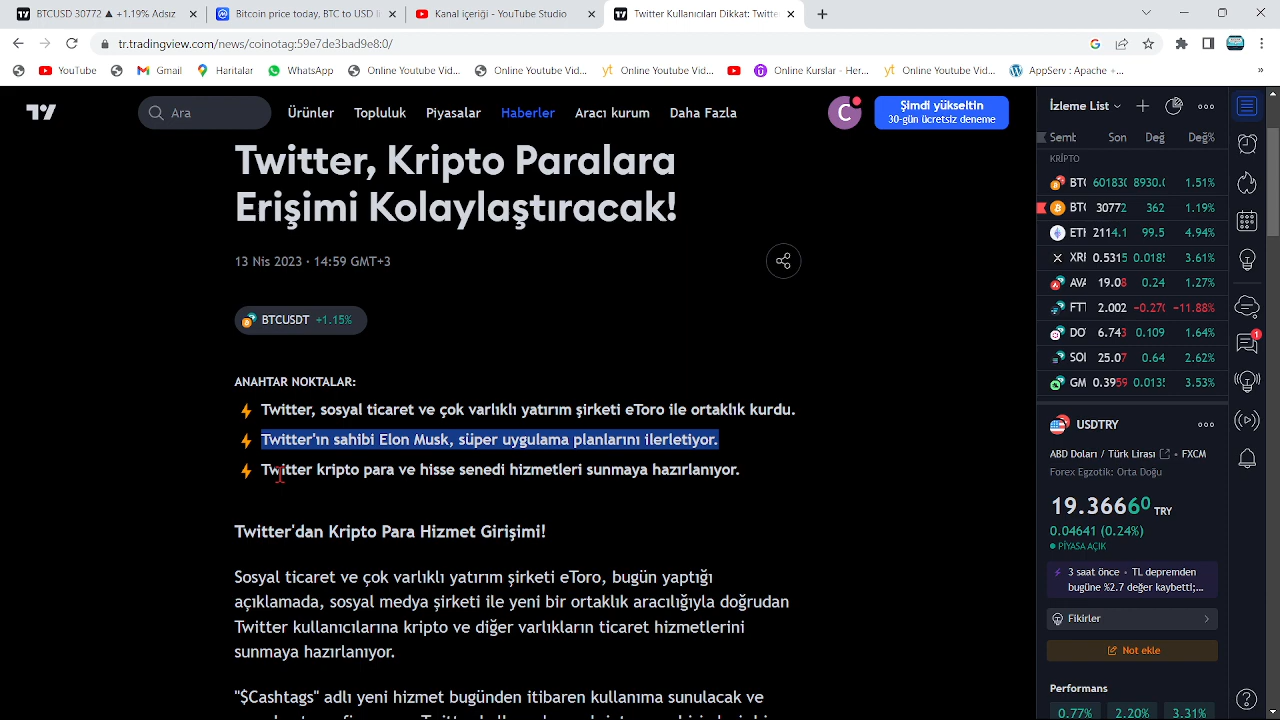 BTCUSD 30772 ▲ +1.19% Adsız
Bitcoin price today, BTC to USD li
Kanal içeriği - YouTube Studio
Twitter Kullanıcıları Dikkat: Twitte
tr.tradingview.com/news/coinotag:59e7de3bad9e8:0/
YouTube
Gmail
Haritalar
WhatsApp
Online Youtube Vid...
Online Youtube Vid...
yt Online Youtube Vid...
Online Kurslar - Her...
yt Online Youtube Vid...
AppServ : Apache +...
»
Ara
Ürünler
Topluluk
Piyasalar
Haberler
Aracı kurum
Daha Fazla
C
Şimdi yükseltin
30-gün ücretsiz deneme
Twitter, Kripto Paralara
Erişimi Kolaylaştıracak!
13 Nis 2023 · 14:59 GMT+3
BTCUSDT +1.15%
ANAHTAR NOKTALAR:
Twitter, sosyal ticaret ve çok varlıklı yatırım şirketi eToro ile ortaklık kurdu.
Twitter'ın sahibi Elon Musk, süper uygulama planlarını ilerletiyor.
Twitter kripto para ve hisse senedi hizmetleri sunmaya hazırlanıyor.
Twitter'dan Kripto Para Hizmet Girişimi!
Sosyal ticaret ve çok varlıklı yatırım şirketi eToro, bugün yaptığı
açıklamada, sosyal medya şirketi ile yeni bir ortaklık aracılığıyla doğrudan
Twitter kullanıcılarına kripto ve diğer varlıkların ticaret hizmetlerini
sunmaya hazırlanıyor.
"$Cashtags" adlı yeni hizmet bugünden itibaren kullanıma sunulacak ve
İzleme List
Semb Son Değ Değ%
KRİPTO
BTC 60183 8930.0 1.51%
BTC 30772 362 1.19%
ETH 2114.1 99.5 4.94%
XRI 0.5315 0.018 3.61%
AVA 19.08 0.24 1.27%
FTT 2.002 −0.27 −11.88%
DO 6.743 0.109 1.64%
SOL 25.07 0.64 2.62%
GM 0.3959 0.013 3.53%
USDTRY
ABD Doları / Türk Lirası • FXCM
Forex Egzotik: Orta Doğu
19.36660 TRY
0.04641 (0.24%)
PİYASA AÇIK
3 saat önce • TL depremden
bugüne %2.7 değer kaybetti;...
Fikirler
Not ekle
Performans
0.77% 2.20% 3.31%
1